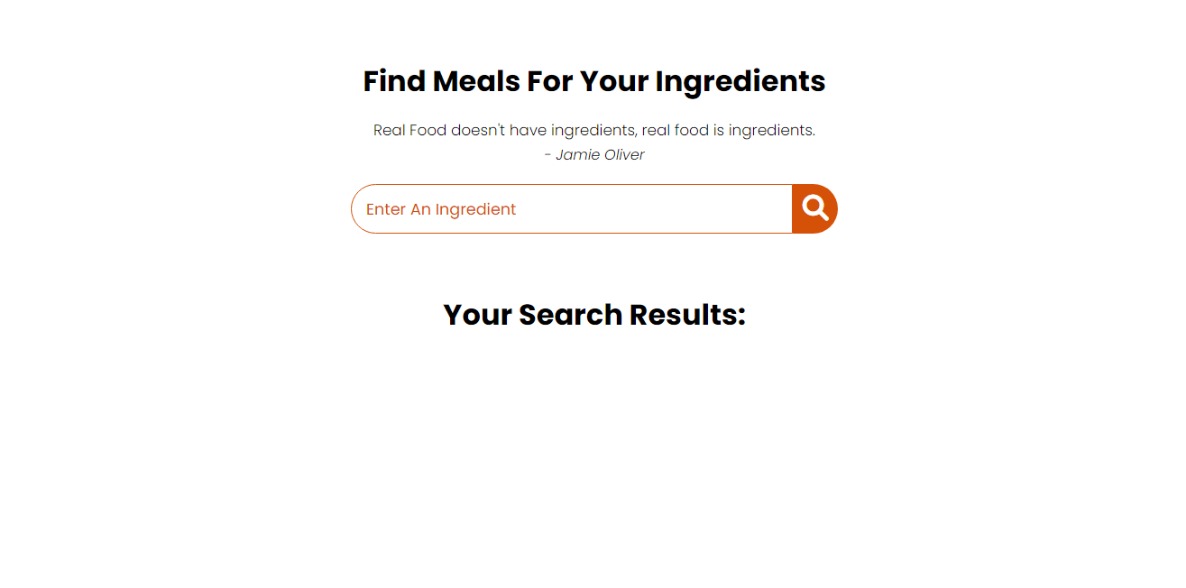 Find Meals For Your Ingredients
Real Food doesn't have ingredients, real food is ingredients.
- Jamie Oliver
Enter An Ingredient
Your Search Results: